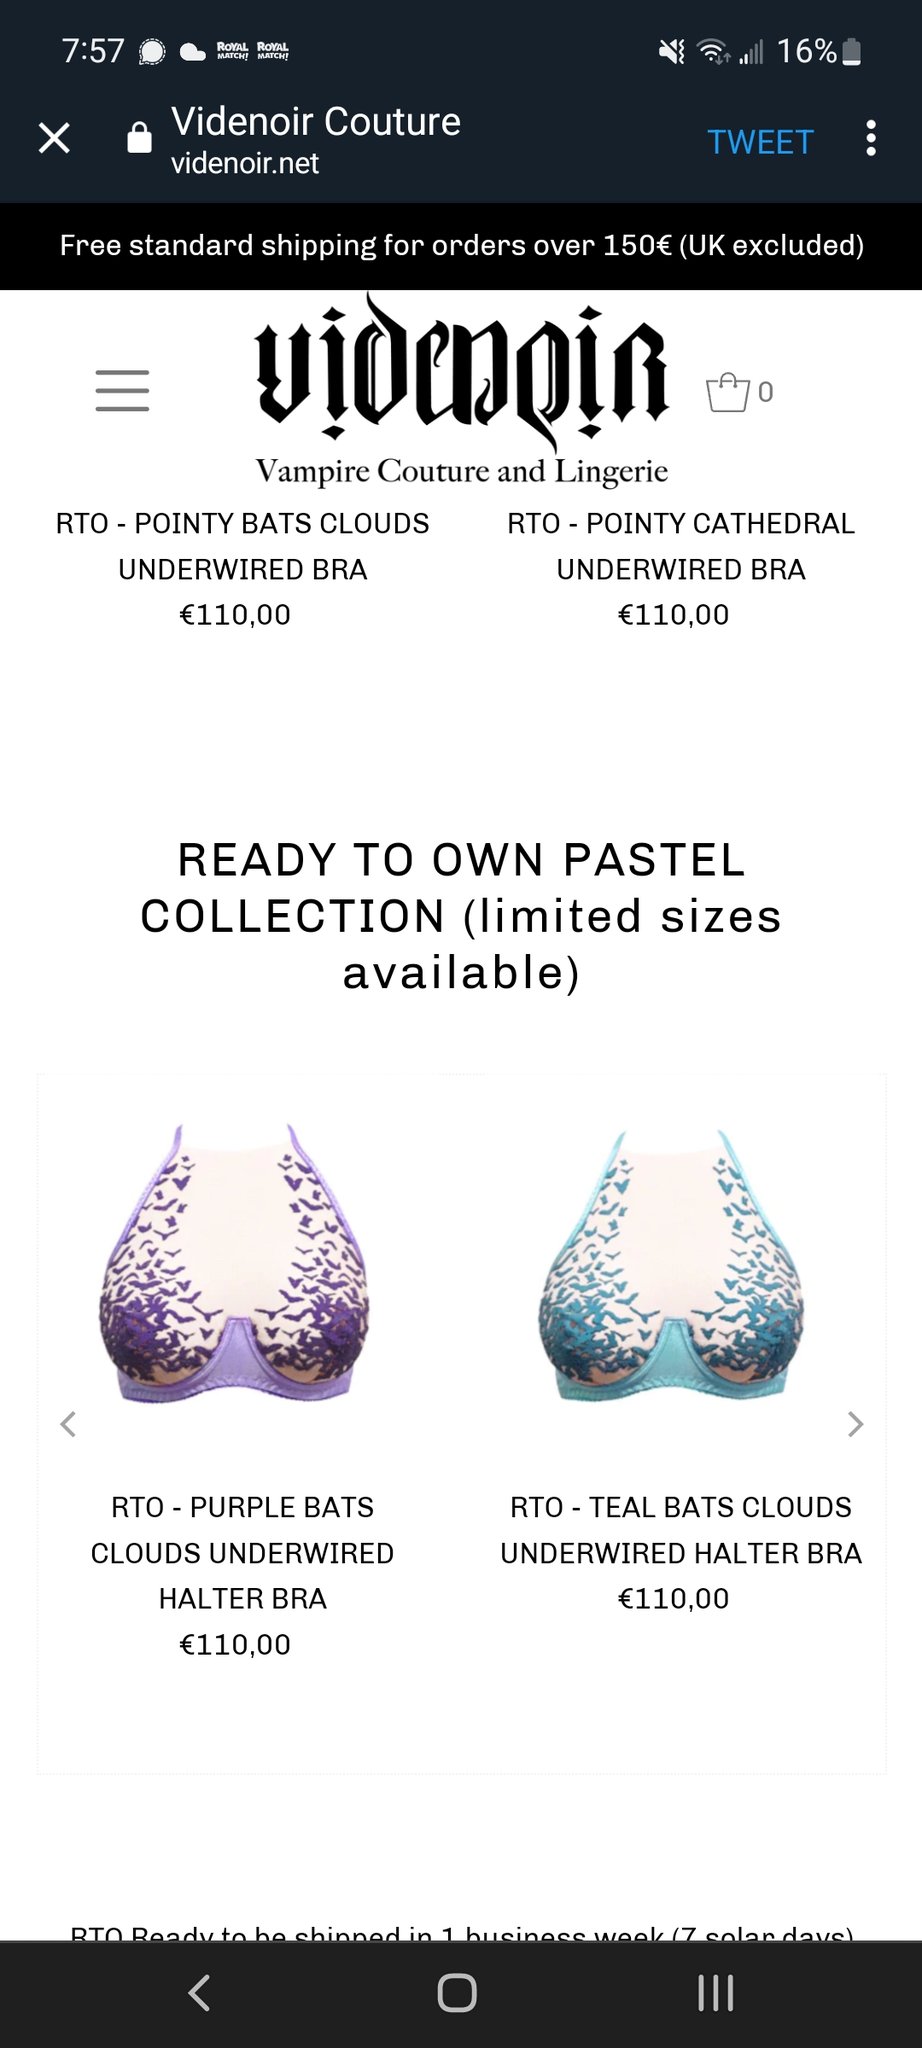 7:57 ROYAL MATCH! ROYAL MATCH! 16%
Videnoir Couture
videnoir.net
TWEET
Free standard shipping for orders over 150€ (UK excluded)
Videnoir
0
Vampire Couture and Lingerie
RTO - POINTY BATS CLOUDS
UNDERWIRED BRA
€110,00
RTO - POINTY CATHEDRAL
UNDERWIRED BRA
€110,00
READY TO OWN PASTEL
COLLECTION (limited sizes
available)
RTO - PURPLE BATS
CLOUDS UNDERWIRED
HALTER BRA
€110,00
RTO - TEAL BATS CLOUDS
UNDERWIRED HALTER BRA
€110,00
RTO Ready to be shipped in 1 business week (7 solar days)